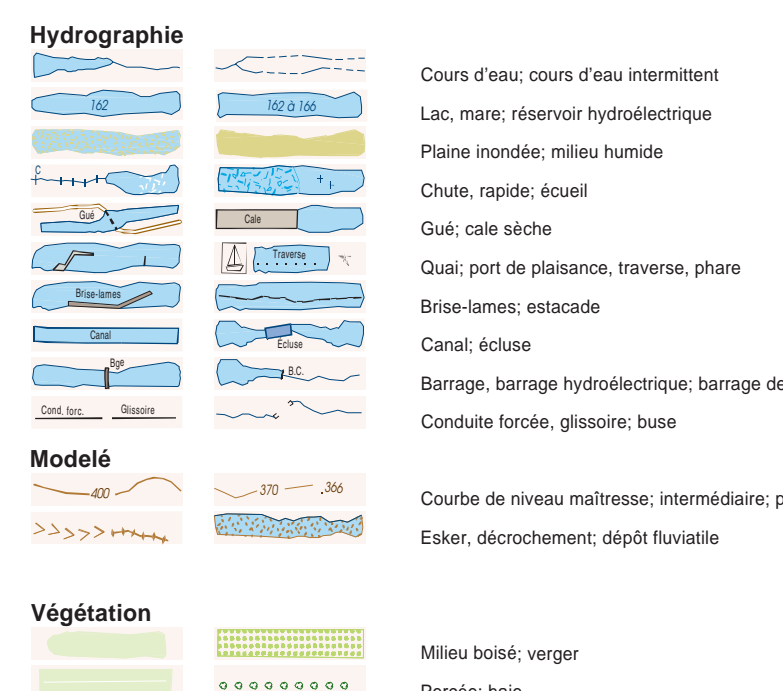 Hydrographie
Cours d'eau; cours d'eau intermittent
162
162 à 166
Lac, mare; réservoir hydroélectrique
Plaine inondée; milieu humide
C
Chute, rapide; écueil
Gué
Cale
Gué; cale sèche
Traverse
Quai; port de plaisance, traverse, phare
Brise-lames
Brise-lames; estacade
Canal
Écluse
Canal; écluse
Bge
B.C.
Barrage, barrage hydroélectrique; barrage de
Cond. forc.
Glissoire
Conduite forcée, glissoire; buse
Modelé
400
370
.366
Courbe de niveau maîtresse; intermédiaire; p
Esker, décrochement; dépôt fluviatile
Végétation
Milieu boisé; verger
Percée; haie